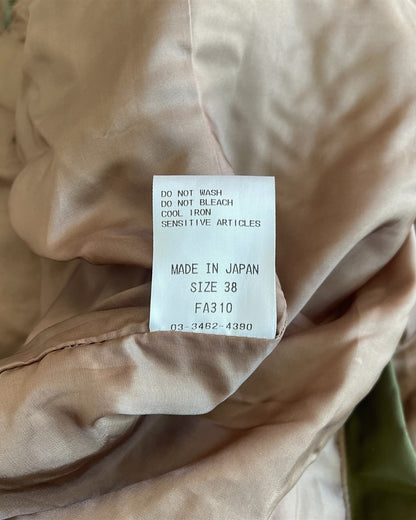 DO NOT WASH
DO NOT BLEACH
COOL IRON
SENSITIVE ARTICLES
MADE IN JAPAN
SIZE 38
FA310
03-3462-4390